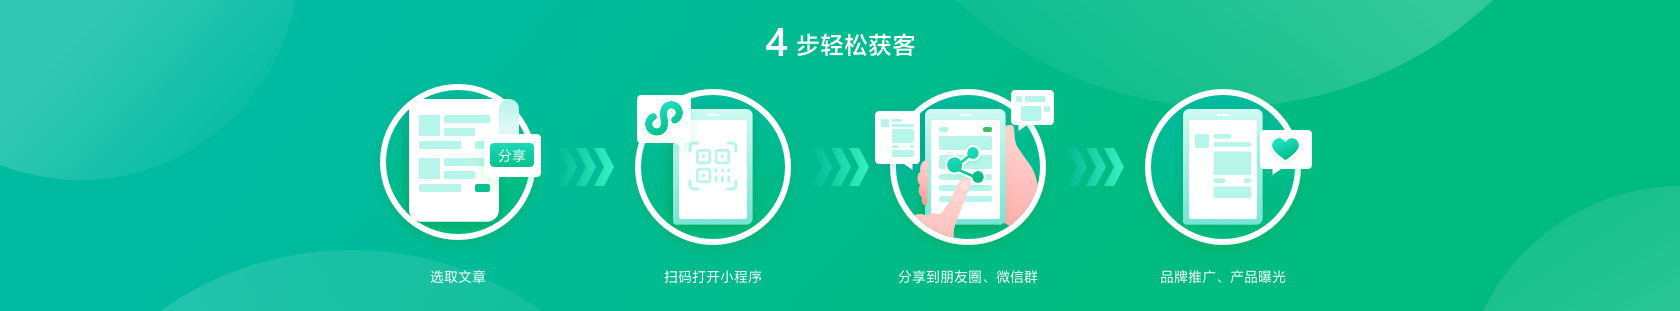 4 步轻松获客
分享
选取文章
扫码打开小程序
分享到朋友圈、微信群
品牌推广、产品曝光